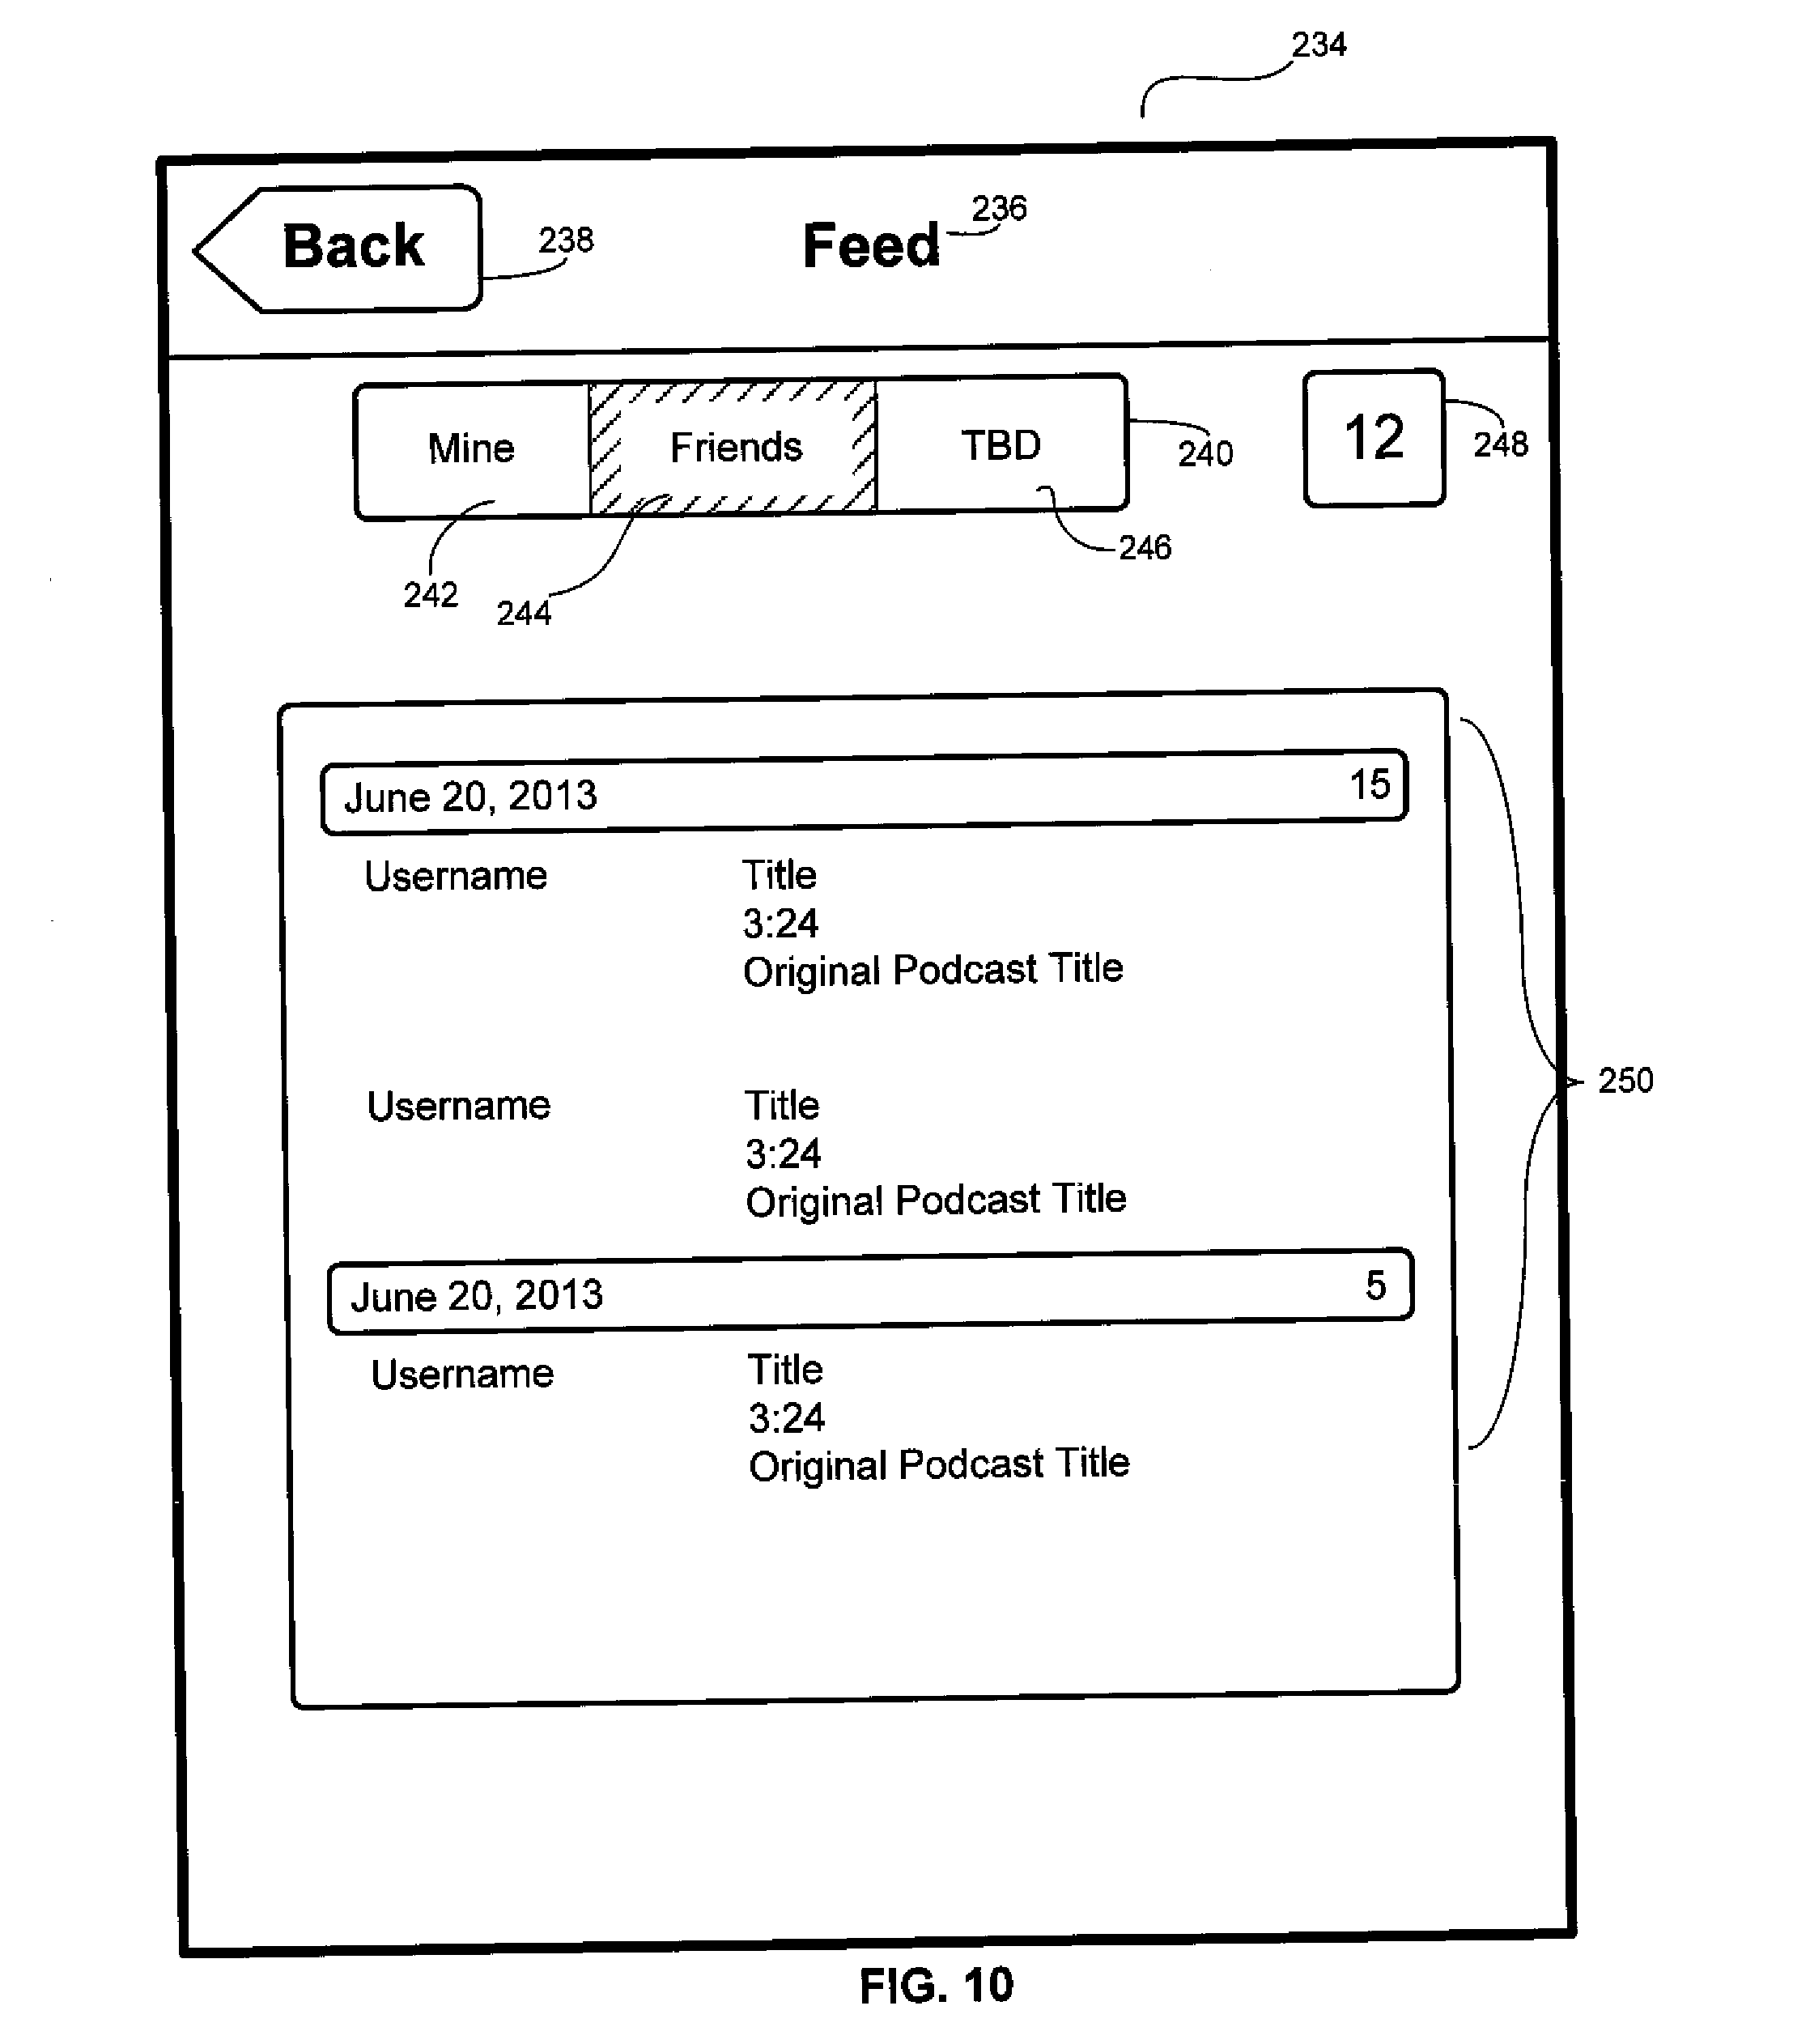 234
Back
238
Feed
236
Mine
Friends
TBD
240
12
248
242
244
246
June 20, 2013 15
Username Title
3:24
Original Podcast Title
250
Username Title
3:24
Original Podcast Title
June 20, 2013 5
Username Title
3:24
Original Podcast Title
FIG. 10